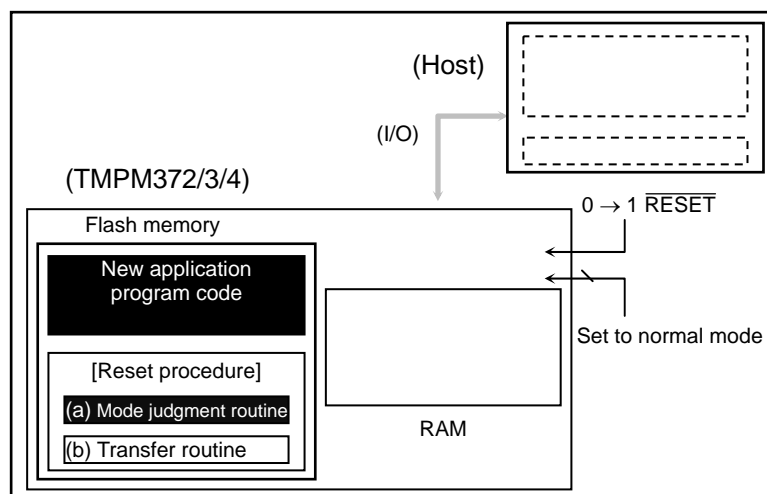 (Host)
(I/O)
(TMPM372/3/4)
0 → 1 RESET
Flash memory
New application
program code
Set to normal mode
[Reset procedure]
(a) Mode judgment routine
RAM
(b) Transfer routine